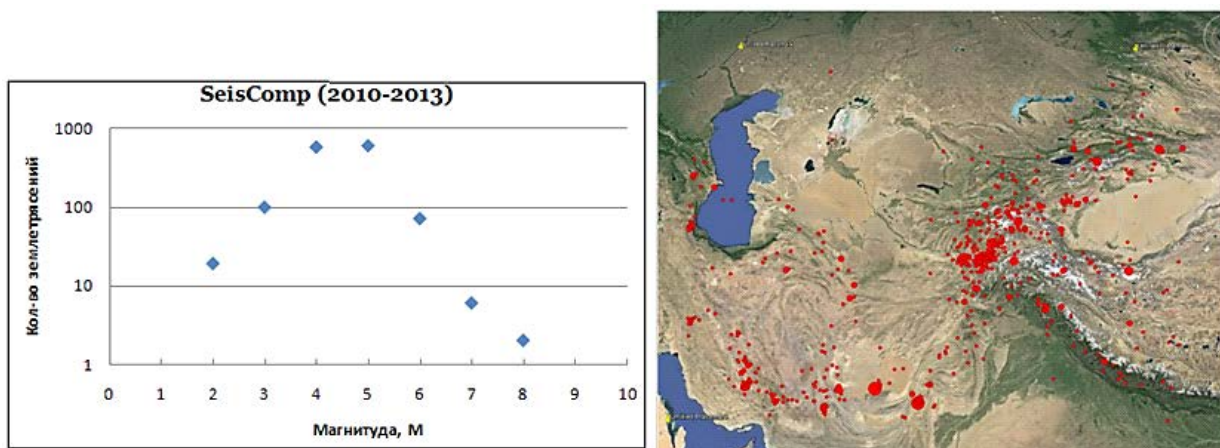 SeisComp (2010-2013)
Кол-во землетрясений
1000
100
10
1
0 1 2 3 4 5 6 7 8 9 10
Магнитуда, М